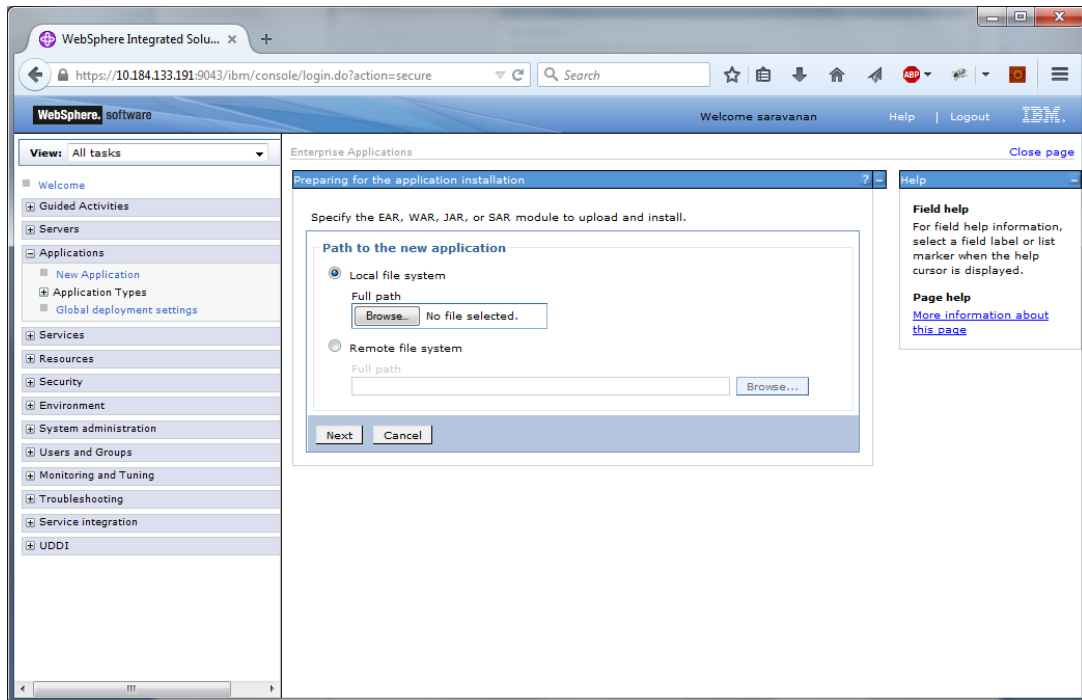 WebSphere Integrated Solu...
https://10.184.133.191:9043/ibm/console/login.do?action=secure
Search
ABP
WebSphere. software
Welcome saravanan
Help | Logout
IBM.
View: All tasks
Welcome
Guided Activities
Servers
Applications
New Application
Application Types
Global deployment settings
Services
Resources
Security
Environment
System administration
Users and Groups
Monitoring and Tuning
Troubleshooting
Service integration
UDDI
Enterprise Applications
Close page
Preparing for the application installation
?
Specify the EAR, WAR, JAR, or SAR module to upload and install.
Path to the new application
Local file system
Full path
Browse... No file selected.
Remote file system
Full path
Browse...
Next Cancel
Help
Field help
For field help information,
select a field label or list
marker when the help
cursor is displayed.
Page help
More information about
this page